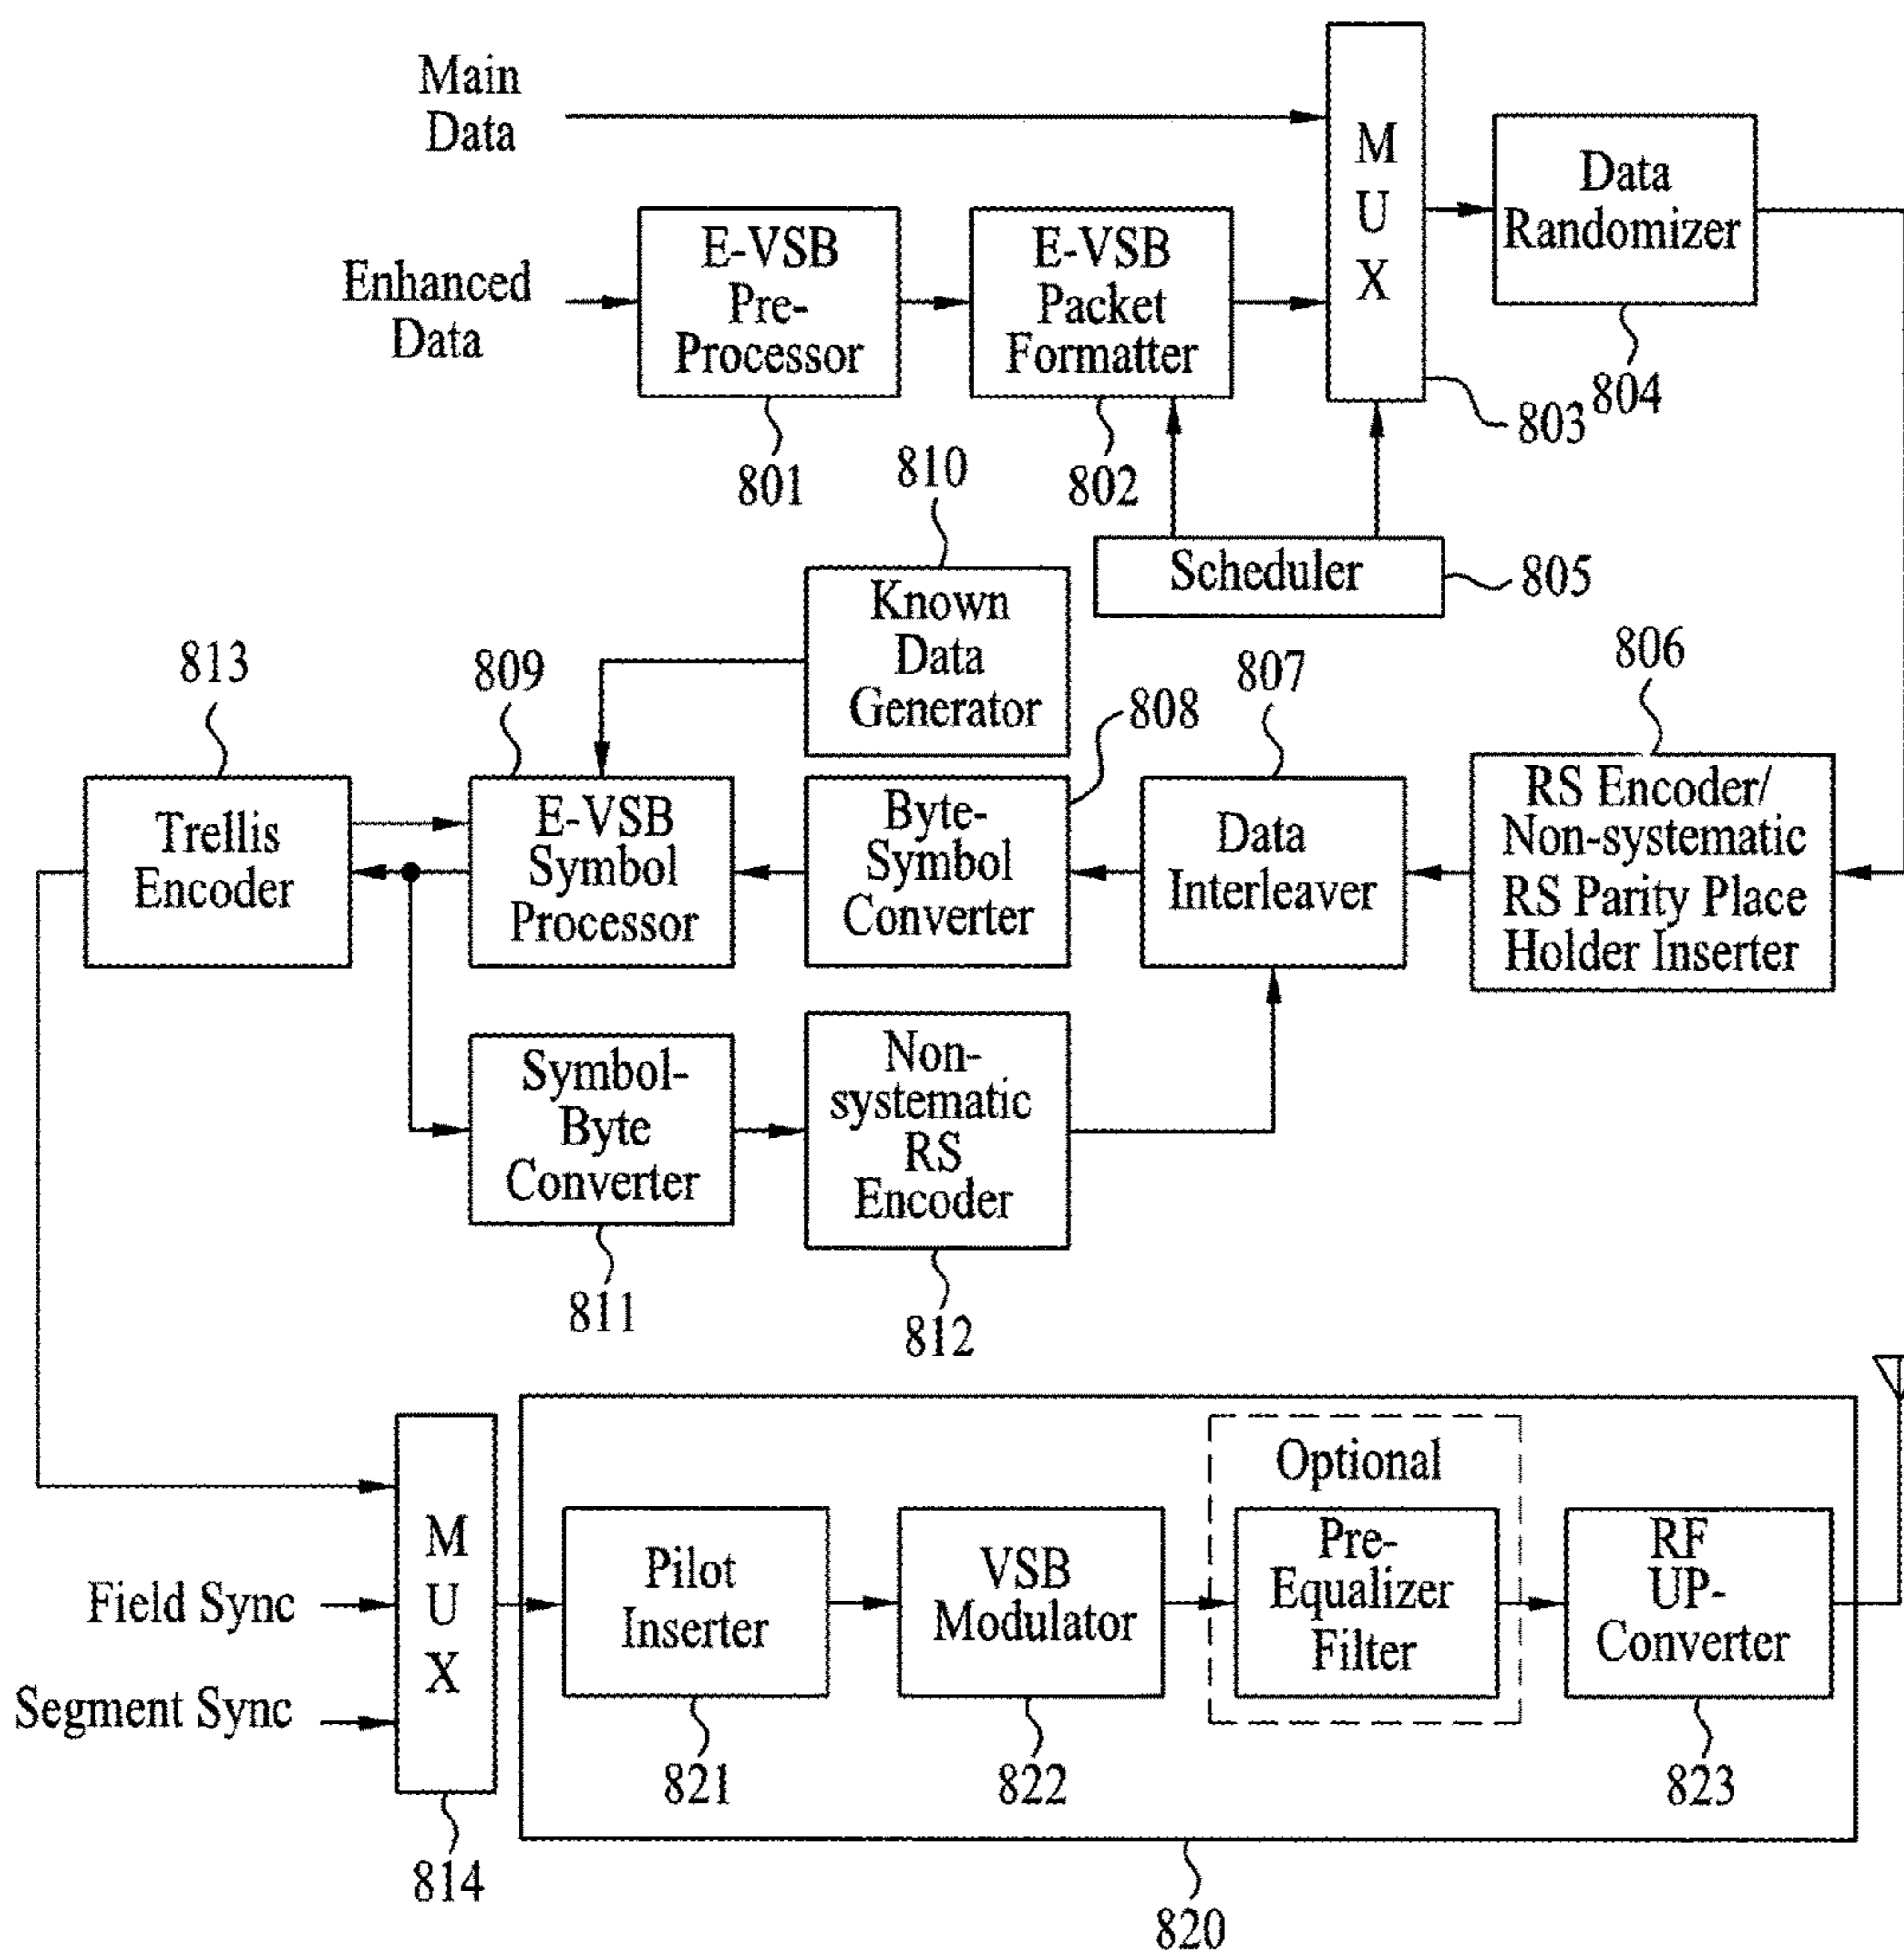 Main
Data
M
U
X
Data
Randomizer
804
Enhanced
Data
E-VSB
Pre-
Processor
801
E-VSB
Packet
Formatter
802
803
Scheduler
805
810
Known
Data
Generator
813
Trellis
Encoder
809
E-VSB
Symbol
Processor
808
Byte-
Symbol
Converter
807
Data
Interleaver
806
RS Encoder/
Non-systematic
RS Parity Place
Holder Inserter
Symbol-
Byte
Converter
811
Non-
systematic
RS
Encoder
812
M
U
X
814
Field Sync
Segment Sync
Pilot
Inserter
821
VSB
Modulator
822
Optional
Pre-
Equalizer
Filter
RF
UP-
Converter
823
820